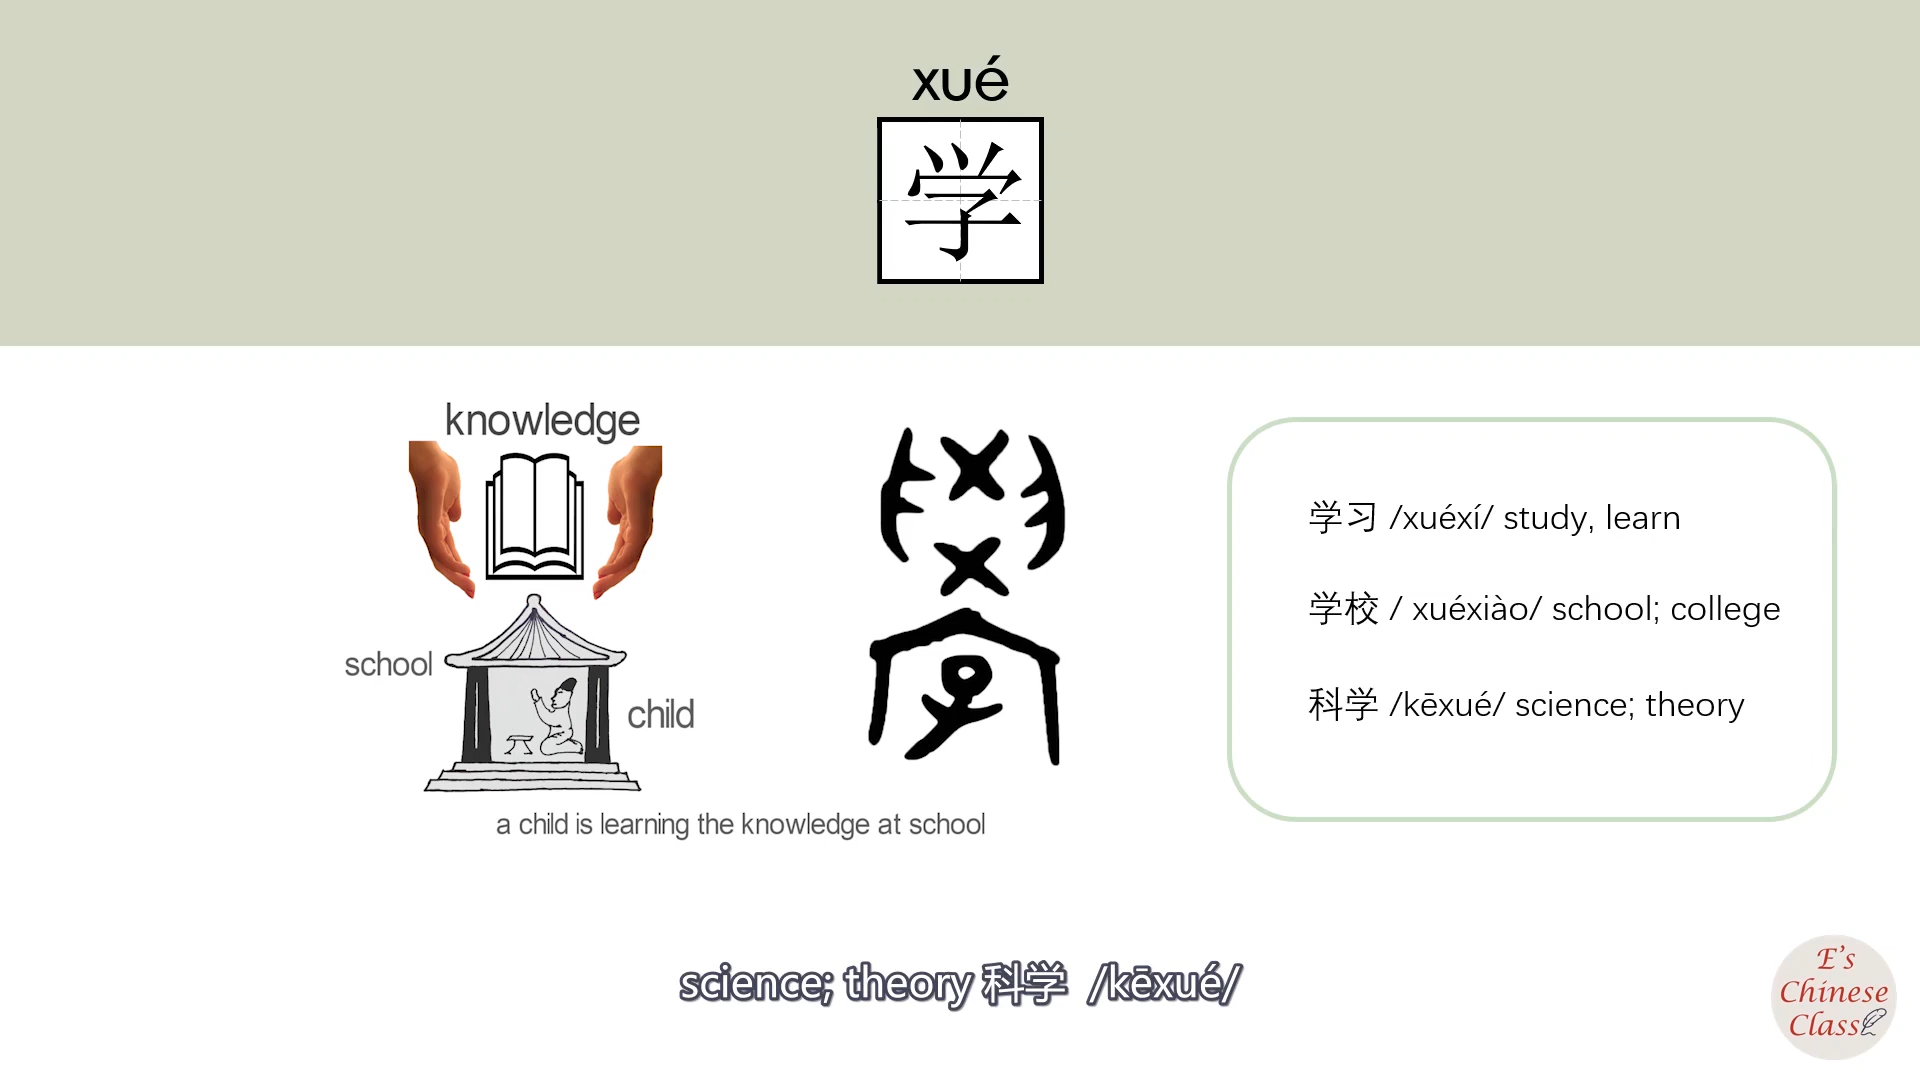 xué
学
knowledge
school
child
a child is learning the knowledge at school
学习 /xuéxí/ study, learn
学校 / xuéxiào/ school; college
科学 /kēxué/ science; theory
science; theory 科学 /kēxué/
E's
Chinese
Class